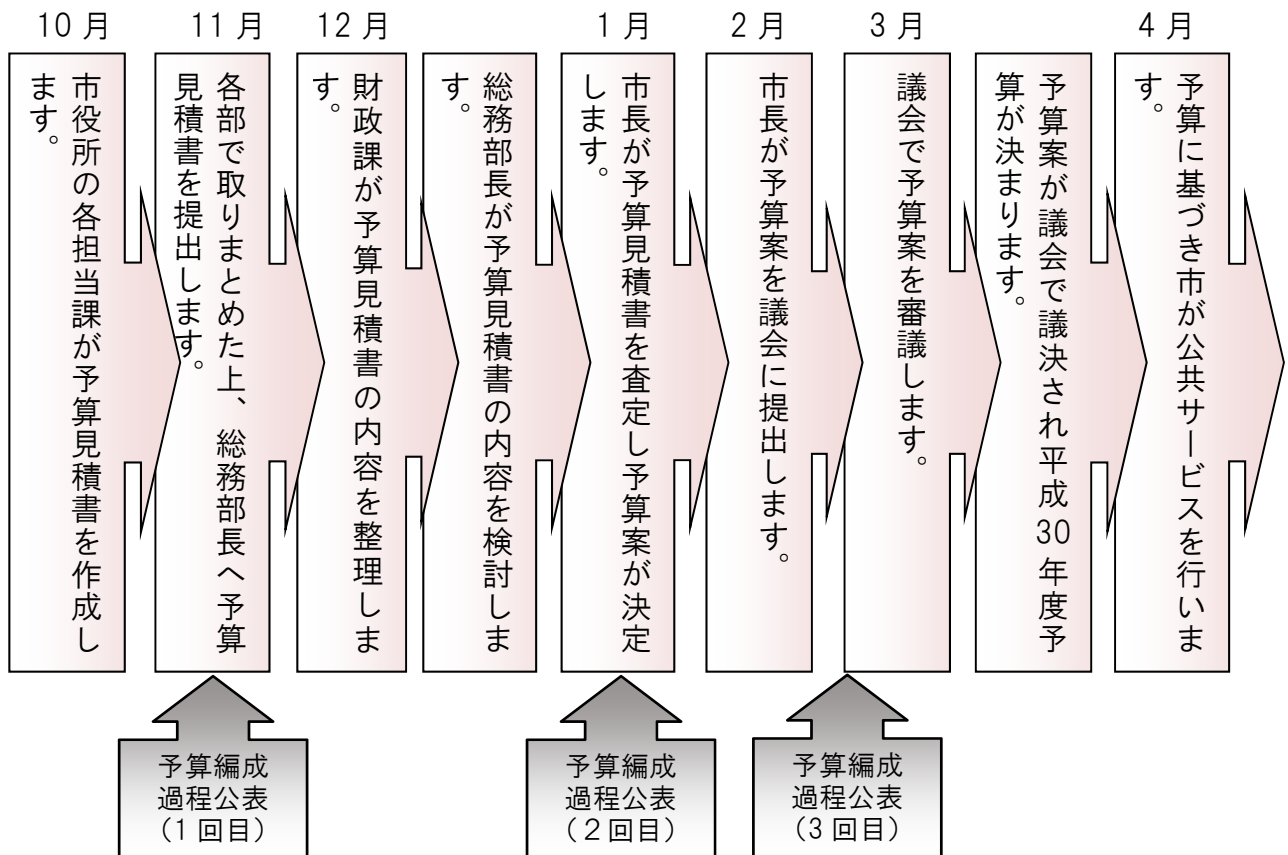 10月
11月
12月
1月
2月
3月
4月
市役所の各担当課が予算見積書を作成し
ます。
各部で取りまとめた上、総務部長へ予算
見積書を提出します。
財政課が予算見積書の内容を整理しま
す。
総務部長が予算見積書の内容を検討しま
す。
市長が予算見積書を査定し予算案が決定
します。
市長が予算案を議会に提出します。
議会で予算案を審議します。
予算案が議会で議決され平成30年度予
算が決まります。
予算に基づき市が公共サービスを行いま
す。
予算編成
過程公表
（1回目）
予算編成
過程公表
（２回目）
予算編成
過程公表
（3回目）